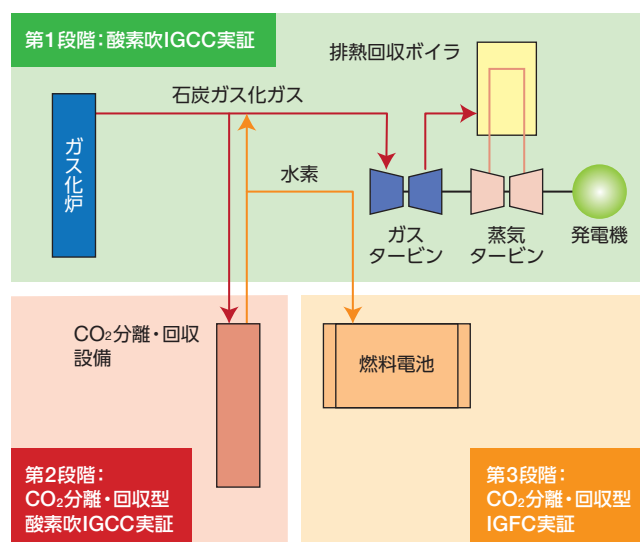 第1段階：酸素吹IGCC実証
排熱回収ボイラ
石炭ガス化ガス
ガス化炉
水素
ガス
タービン
蒸気
タービン
発電機
CO₂分離・回収
設備
燃料電池
第2段階：
CO₂分離・回収型
酸素吹IGCC実証
第3段階：
CO₂分離・回収型
IGFC実証